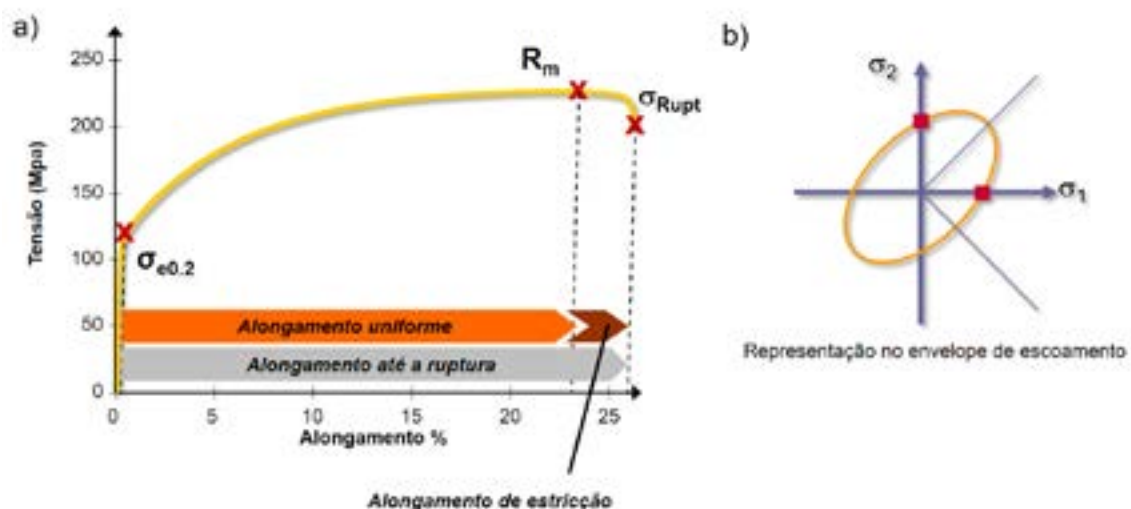 a)
Tensão (Mpa)
250
200
150
100
50
0
R_m
σ_Rupt
σ_e0.2
Alongamento uniforme
Alongamento até a ruptura
0 5 10 15 20 25
Alongamento %
Alongamento de estricção
b)
σ_2
σ_1
Representação no envelope de escoamento